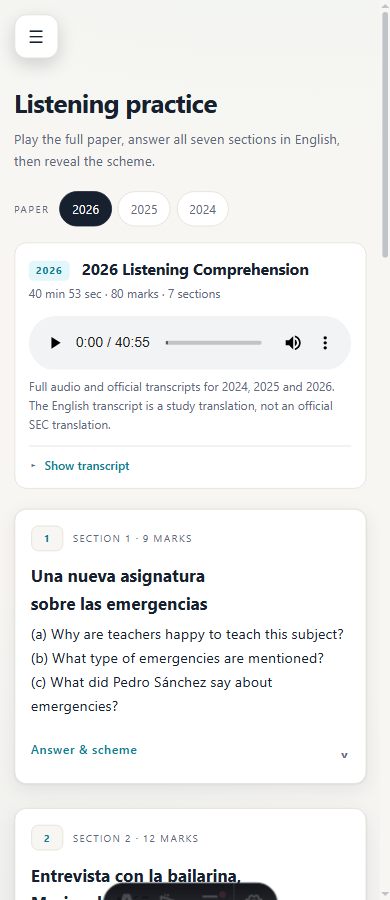 ☰
Listening practice
Play the full paper, answer all seven sections in English,
then reveal the scheme.
PAPER 2026 2025 2024
2026 2026 Listening Comprehension
40 min 53 sec · 80 marks · 7 sections
0:00 / 40:55
Full audio and official transcripts for 2024, 2025 and 2026.
The English transcript is a study translation, not an official
SEC translation.
Show transcript
1 SECTION 1 · 9 MARKS
Una nueva asignatura
sobre las emergencias
(a) Why are teachers happy to teach this subject?
(b) What type of emergencies are mentioned?
(c) What did Pedro Sánchez say about
emergencies?
Answer & scheme
v
2 SECTION 2 · 12 MARKS
Entrevista con la bailarina,